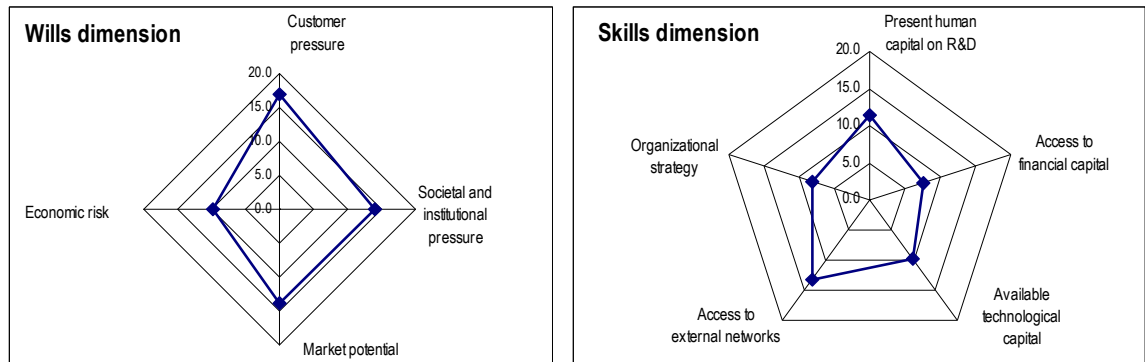 Wills dimension
Customer
pressure
20.0
15.0
10.0
5.0
0.0
Societal and
institutional
pressure
Economic risk
Market potential
Skills dimension
Present human
capital on R&D
20.0
15.0
10.0
5.0
0.0
Organizational
strategy
Access to
financial capital
Access to
external networks
Available
technological
capital